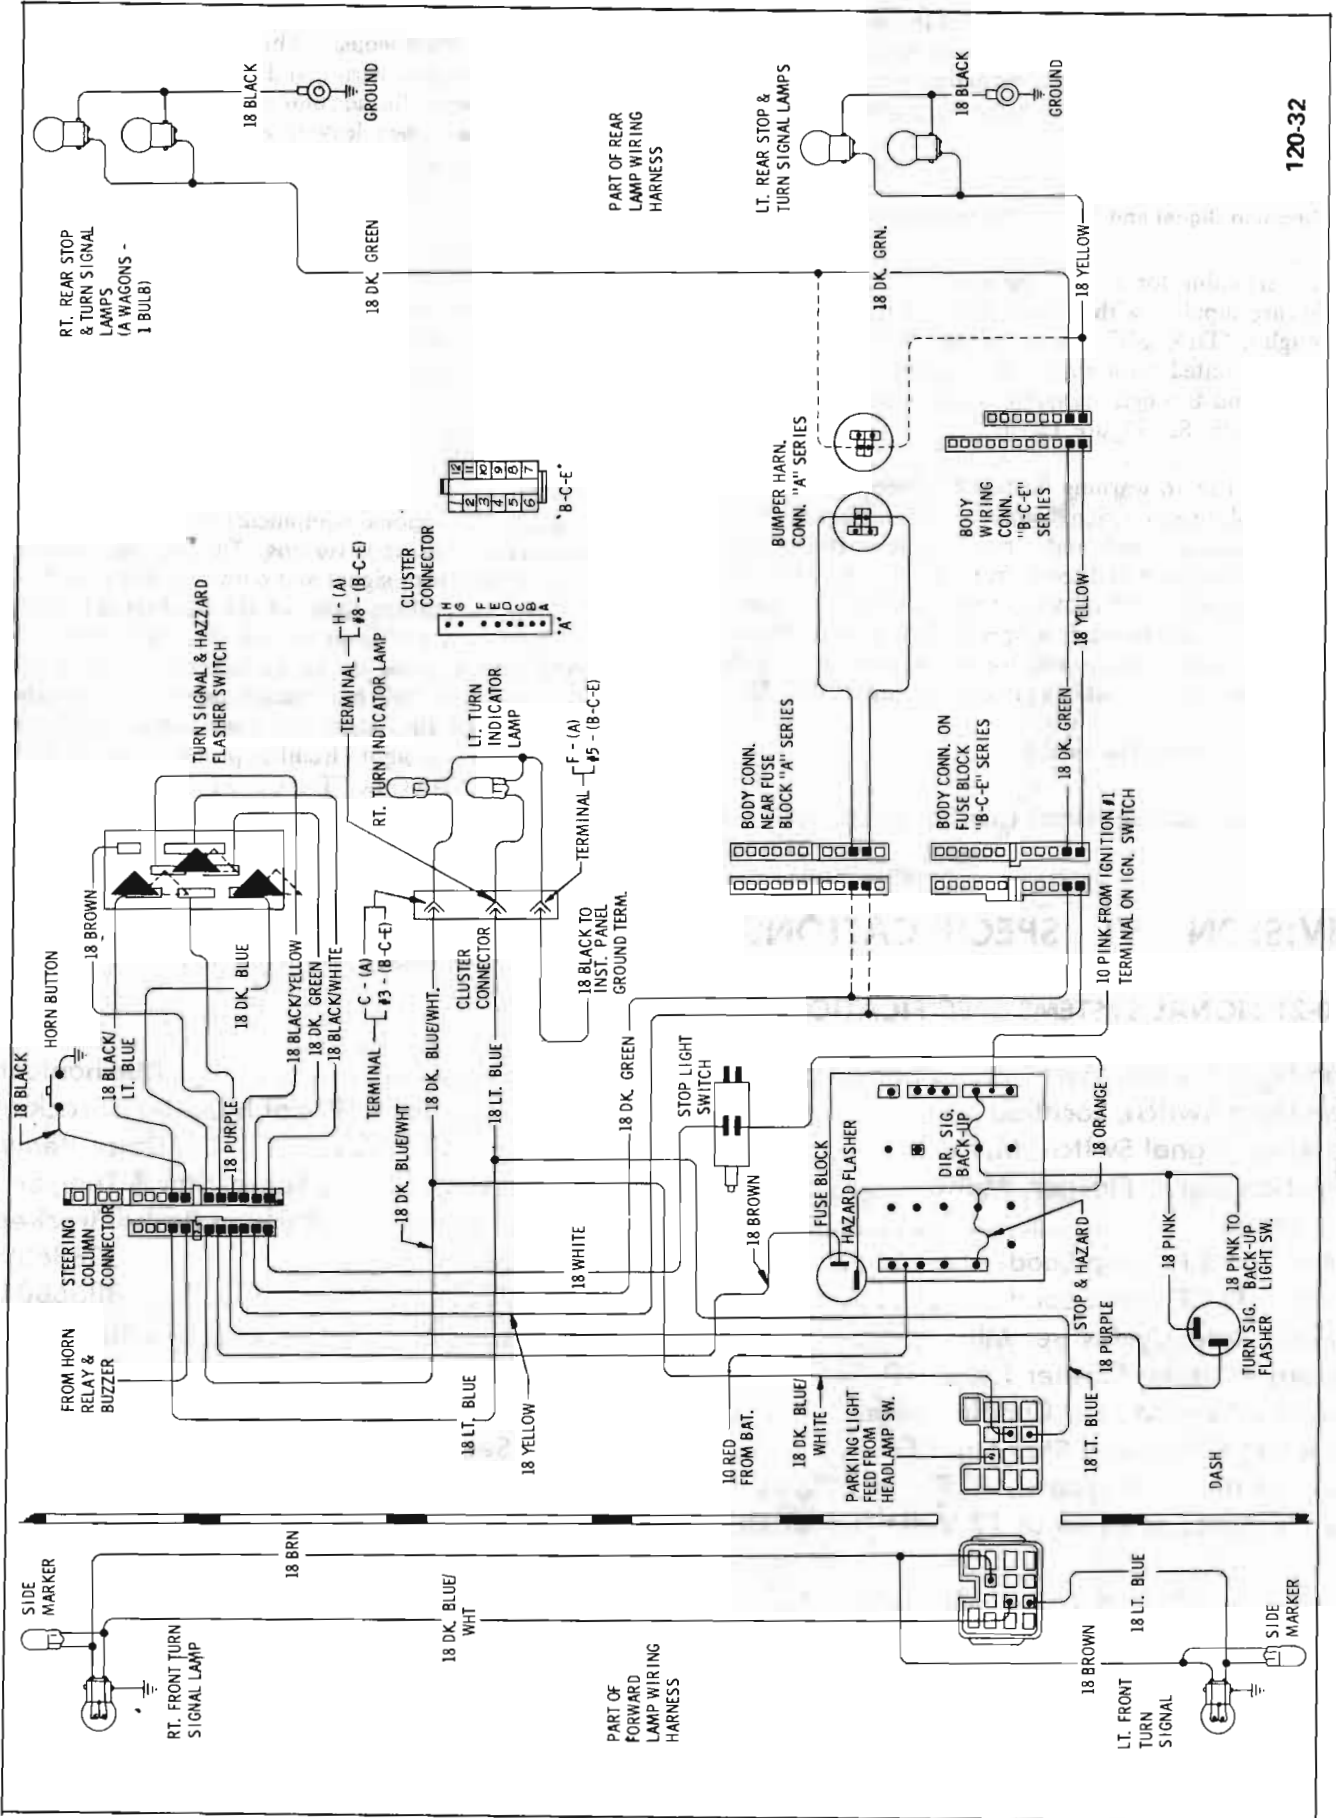 RT. REAR STOP
& TURN SIGNAL
LAMPS
(A WAGONS -
1 BULB)
18 BLACK
GROUND
18 DK. GREEN
PART OF REAR
LAMP WIRING
HARNESS
LT. REAR STOP &
TURN SIGNAL LAMPS
18 BLACK
GROUND
120-32
18 DK. GRN.
18 YELLOW
TURN SIGNAL & HAZZARD
FLASHER SWITCH
TERMINAL
H - (A)
#8 - (B-C-E)
CLUSTER
CONNECTOR
H
G
F
E
D
C
B
A
"A"
12
11
10
9
8
7
1
2
3
4
5
6
"B-C-E"
BUMPER HARN.
CONN. "A" SERIES
BODY
WIRING
CONN.
"B-C-E"
SERIES
18 YELLOW
18 DK. GREEN
RT. TURN INDICATOR LAMP
LT. TURN
INDICATOR
LAMP
TERMINAL
F - (A)
#5 - (B-C-E)
BODY CONN.
NEAR FUSE
BLOCK "A" SERIES
BODY CONN. ON
FUSE BLOCK
"B-C-E" SERIES
10 PINK FROM IGNITION #1
TERMINAL ON IGN. SWITCH
18 BLACK
HORN BUTTON
18 BROWN
18 BLACK/
LT. BLUE
18 DK. BLUE
18 PURPLE
18 BLACK/YELLOW
18 DK. GREEN
18 BLACK/WHITE
TERMINAL
C - (A)
#3 - (B-C-E)
18 DK. BLUE/WHT.
CLUSTER
CONNECTOR
18 BLACK TO
INST. PANEL
GROUND TERM.
18 LT. BLUE
18 DK. GREEN
STOP LIGHT
SWITCH
STEERING
COLUMN
CONNECTOR
18 DK. BLUE/WHT
18 WHITE
18 BROWN
FUSE BLOCK
HAZARD FLASHER
DIR. SIG.
BACK-UP
18 ORANGE
STOP & HAZARD
18 PINK
18 PINK TO
BACK-UP
LIGHT SW.
FROM HORN
RELAY &
BUZZER
18 LT. BLUE
18 YELLOW
10 RED
FROM BAT.
18 DK. BLUE/
WHITE
PARKING LIGHT
FEED FROM
HEADLAMP SW.
18 PURPLE
18 LT. BLUE
TURN SIG.
FLASHER
DASH
SIDE
MARKER
RT. FRONT TURN
SIGNAL LAMP
18 BRN
18 DK. BLUE/
WHT
PART OF
FORWARD
LAMP WIRING
HARNESS
18 BROWN
18 LT. BLUE
LT. FRONT
TURN
SIGNAL
SIDE
MARKER